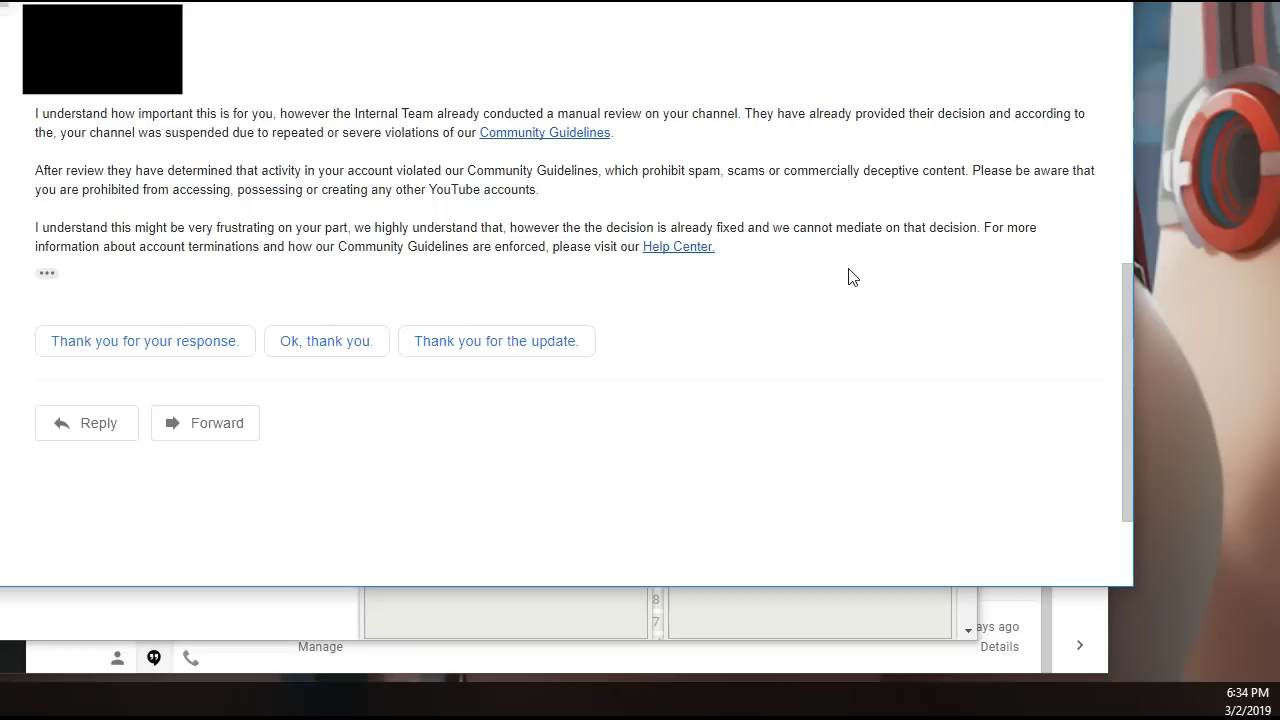 I understand how important this is for you, however the Internal Team already conducted a manual review on your channel. They have already provided their decision and according to
the, your channel was suspended due to repeated or severe violations of our Community Guidelines.
After review they have determined that activity in your account violated our Community Guidelines, which prohibit spam, scams or commercially deceptive content. Please be aware that
you are prohibited from accessing, possessing or creating any other YouTube accounts.
I understand this might be very frustrating on your part, we highly understand that, however the the decision is already fixed and we cannot mediate on that decision. For more
information about account terminations and how our Community Guidelines are enforced, please visit our Help Center.
Thank you for your response. Ok, thank you. Thank you for the update.
Reply Forward
8
7
ays ago
Manage Details
6:34 PM
3/2/2019